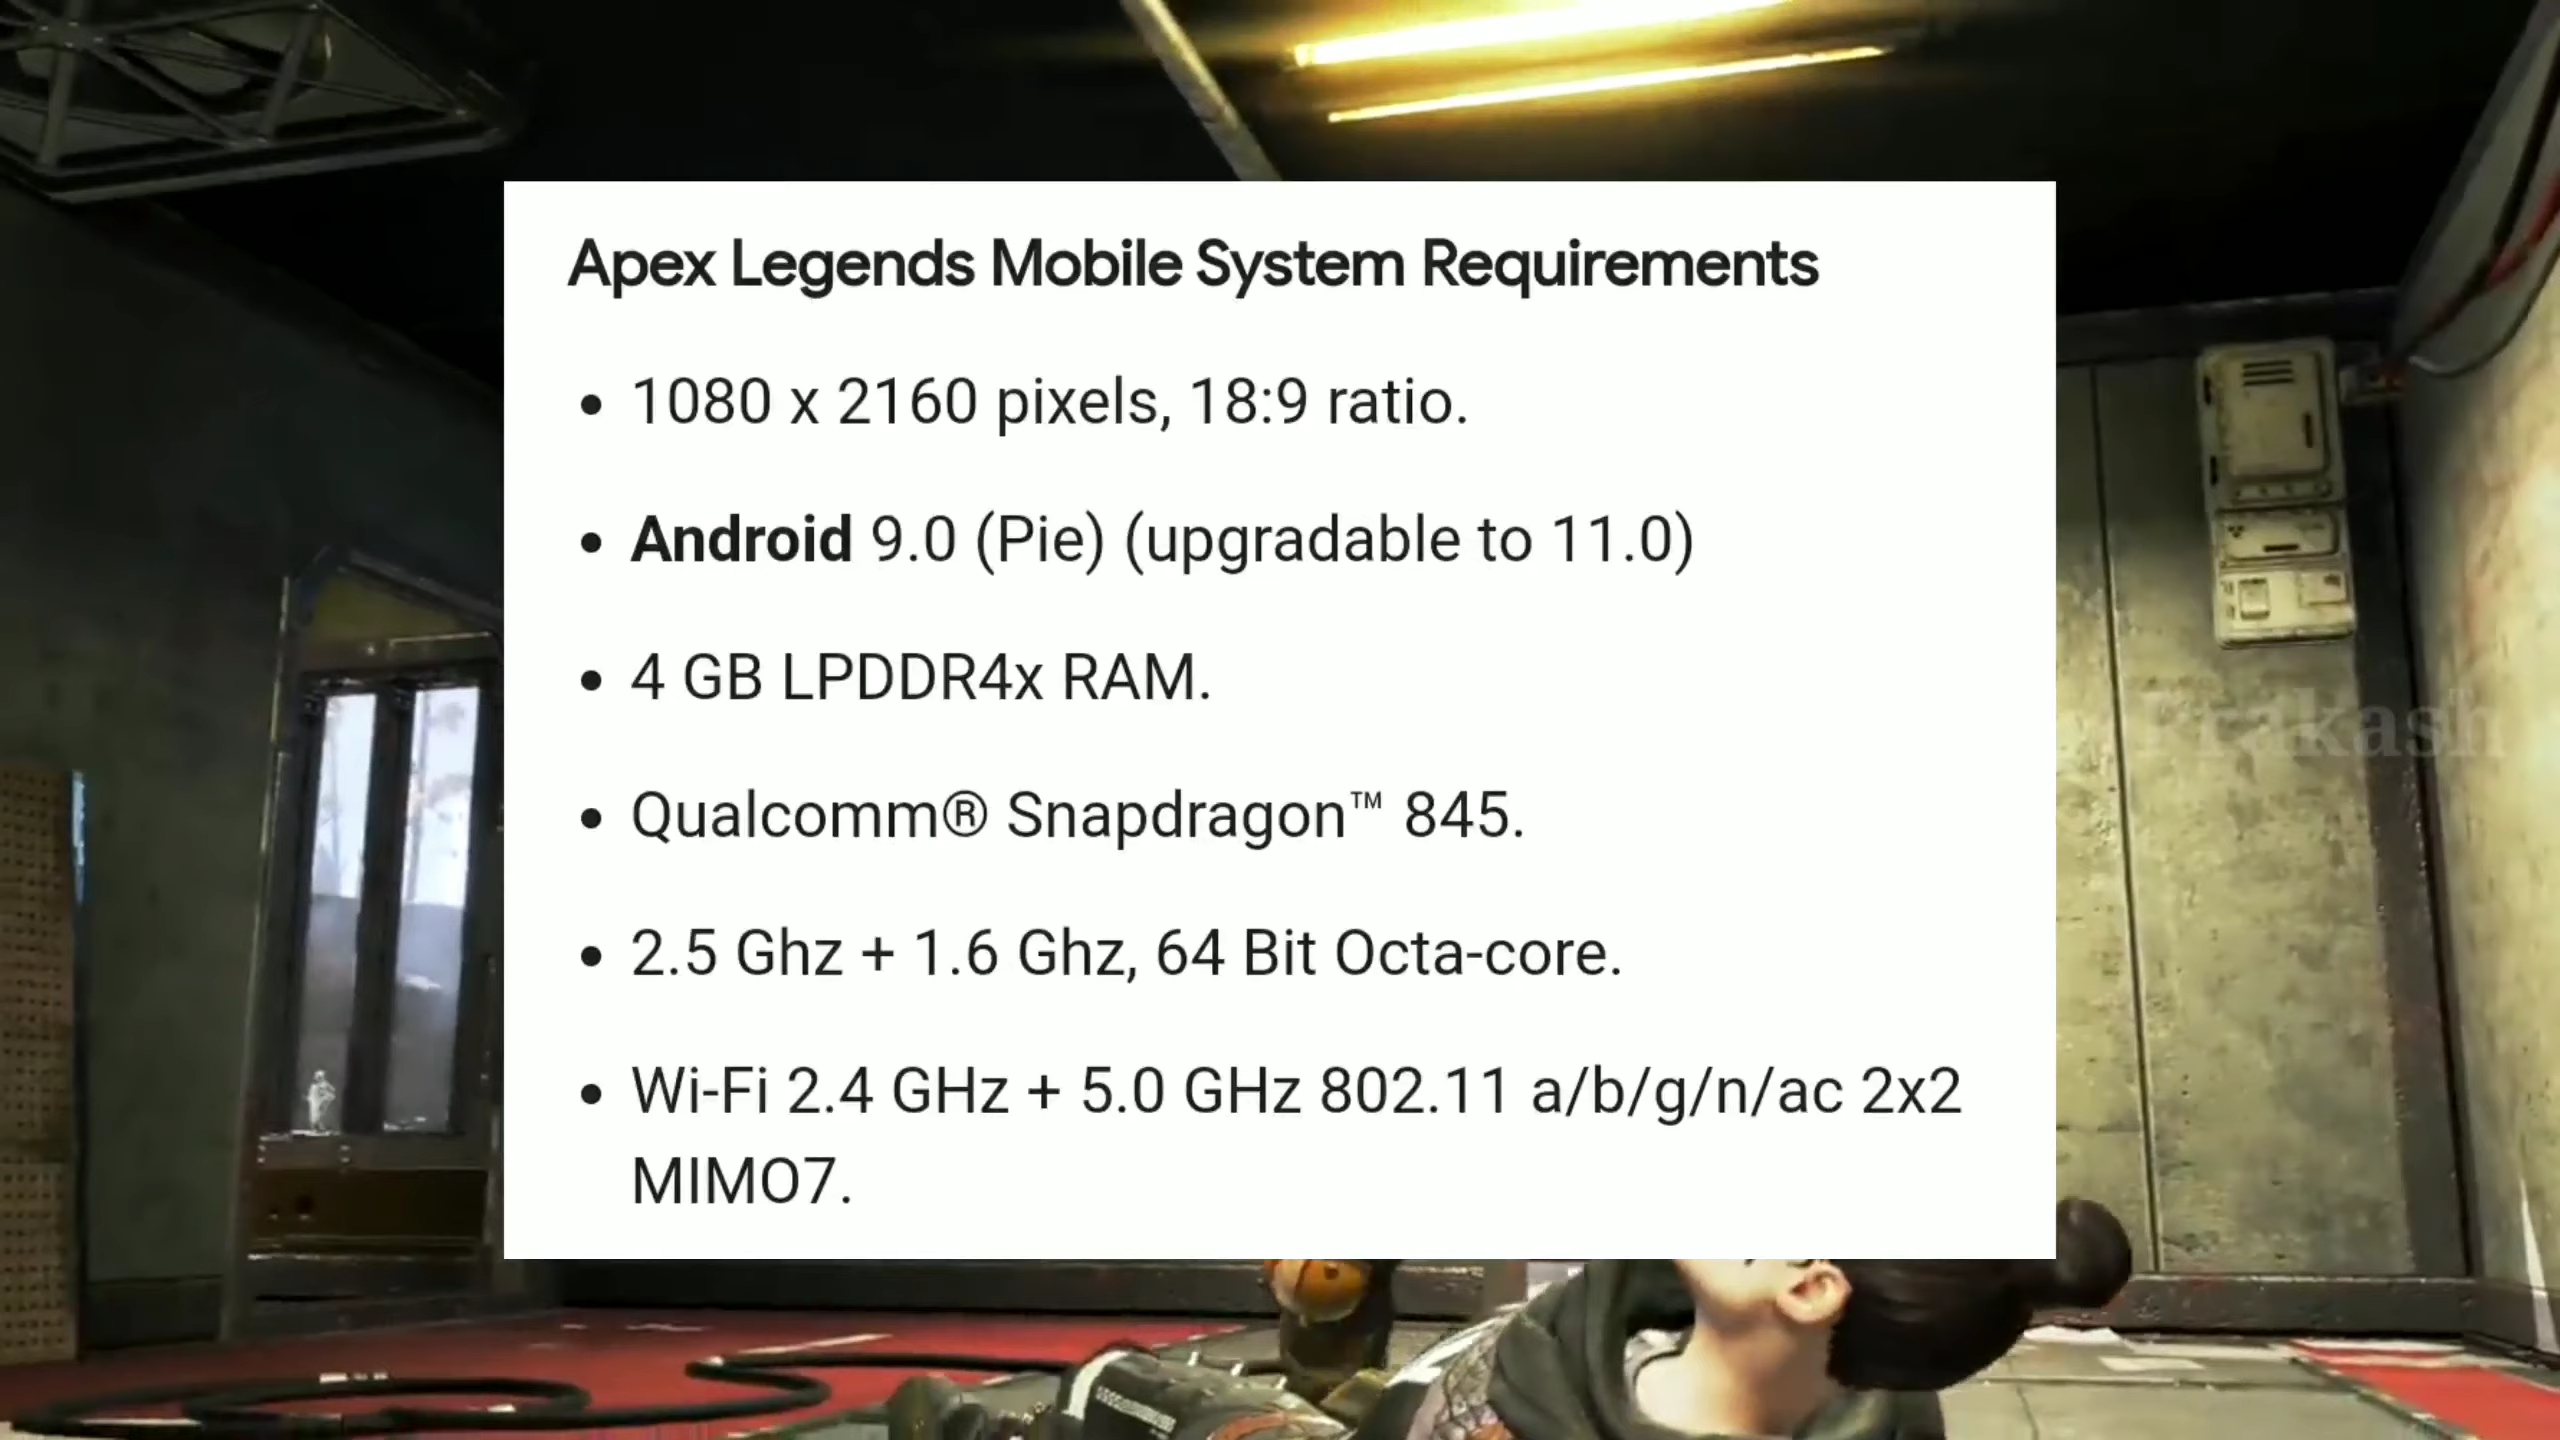 Apex Legends Mobile System Requirements
• 1080 x 2160 pixels, 18:9 ratio.
• Android 9.0 (Pie) (upgradable to 11.0)
• 4 GB LPDDR4x RAM.
• Qualcomm® Snapdragon™ 845.
• 2.5 Ghz + 1.6 Ghz, 64 Bit Octa-core.
• Wi-Fi 2.4 GHz + 5.0 GHz 802.11 a/b/g/n/ac 2x2
MIMO7.
Prakash